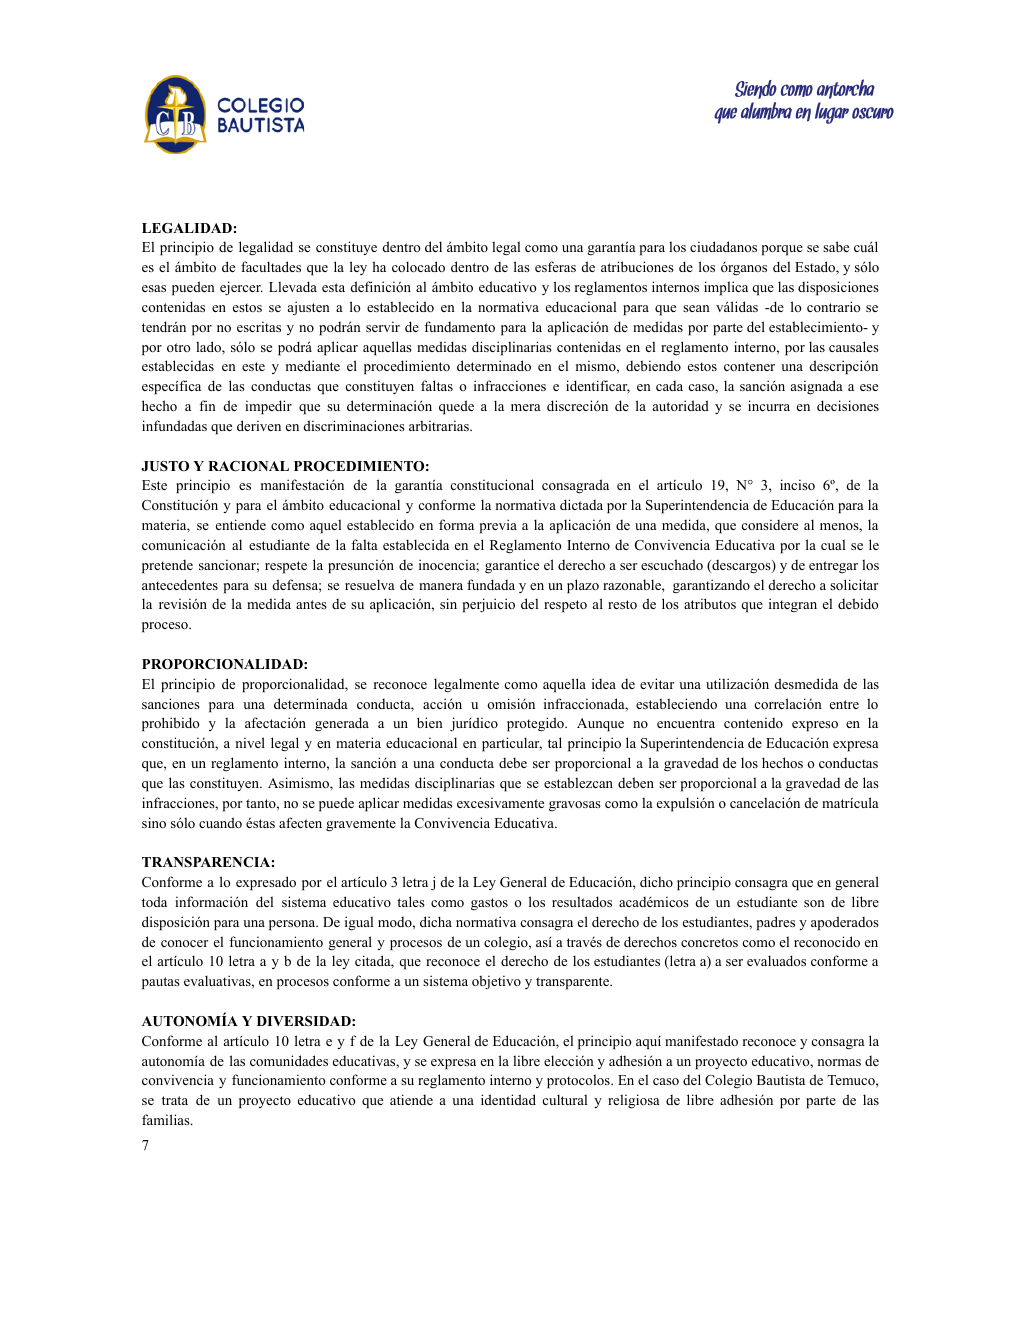 CB
COLEGIO
BAUTISTA
Siendo como antorcha
que alumbra en lugar oscuro
LEGALIDAD:
El principio de legalidad se constituye dentro del ámbito legal como una garantía para los ciudadanos porque se sabe cuál
es el ámbito de facultades que la ley ha colocado dentro de las esferas de atribuciones de los órganos del Estado, y sólo
esas pueden ejercer. Llevada esta definición al ámbito educativo y los reglamentos internos implica que las disposiciones
contenidas en estos se ajusten a lo establecido en la normativa educacional para que sean válidas -de lo contrario se
tendrán por no escritas y no podrán servir de fundamento para la aplicación de medidas por parte del establecimiento- y
por otro lado, sólo se podrá aplicar aquellas medidas disciplinarias contenidas en el reglamento interno, por las causales
establecidas en este y mediante el procedimiento determinado en el mismo, debiendo estos contener una descripción
específica de las conductas que constituyen faltas o infracciones e identificar, en cada caso, la sanción asignada a ese
hecho a fin de impedir que su determinación quede a la mera discreción de la autoridad y se incurra en decisiones
infundadas que deriven en discriminaciones arbitrarias.
JUSTO Y RACIONAL PROCEDIMIENTO:
Este principio es manifestación de la garantía constitucional consagrada en el artículo 19, N° 3, inciso 6º, de la
Constitución y para el ámbito educacional y conforme la normativa dictada por la Superintendencia de Educación para la
materia, se entiende como aquel establecido en forma previa a la aplicación de una medida, que considere al menos, la
comunicación al estudiante de la falta establecida en el Reglamento Interno de Convivencia Educativa por la cual se le
pretende sancionar; respete la presunción de inocencia; garantice el derecho a ser escuchado (descargos) y de entregar los
antecedentes para su defensa; se resuelva de manera fundada y en un plazo razonable, garantizando el derecho a solicitar
la revisión de la medida antes de su aplicación, sin perjuicio del respeto al resto de los atributos que integran el debido
proceso.
PROPORCIONALIDAD:
El principio de proporcionalidad, se reconoce legalmente como aquella idea de evitar una utilización desmedida de las
sanciones para una determinada conducta, acción u omisión infraccionada, estableciendo una correlación entre lo
prohibido y la afectación generada a un bien jurídico protegido. Aunque no encuentra contenido expreso en la
constitución, a nivel legal y en materia educacional en particular, tal principio la Superintendencia de Educación expresa
que, en un reglamento interno, la sanción a una conducta debe ser proporcional a la gravedad de los hechos o conductas
que las constituyen. Asimismo, las medidas disciplinarias que se establezcan deben ser proporcional a la gravedad de las
infracciones, por tanto, no se puede aplicar medidas excesivamente gravosas como la expulsión o cancelación de matrícula
sino sólo cuando éstas afecten gravemente la Convivencia Educativa.
TRANSPARENCIA:
Conforme a lo expresado por el artículo 3 letra j de la Ley General de Educación, dicho principio consagra que en general
toda información del sistema educativo tales como gastos o los resultados académicos de un estudiante son de libre
disposición para una persona. De igual modo, dicha normativa consagra el derecho de los estudiantes, padres y apoderados
de conocer el funcionamiento general y procesos de un colegio, así a través de derechos concretos como el reconocido en
el artículo 10 letra a y b de la ley citada, que reconoce el derecho de los estudiantes (letra a) a ser evaluados conforme a
pautas evaluativas, en procesos conforme a un sistema objetivo y transparente.
AUTONOMÍA Y DIVERSIDAD:
Conforme al artículo 10 letra e y f de la Ley General de Educación, el principio aquí manifestado reconoce y consagra la
autonomía de las comunidades educativas, y se expresa en la libre elección y adhesión a un proyecto educativo, normas de
convivencia y funcionamiento conforme a su reglamento interno y protocolos. En el caso del Colegio Bautista de Temuco,
se trata de un proyecto educativo que atiende a una identidad cultural y religiosa de libre adhesión por parte de las
familias.
7